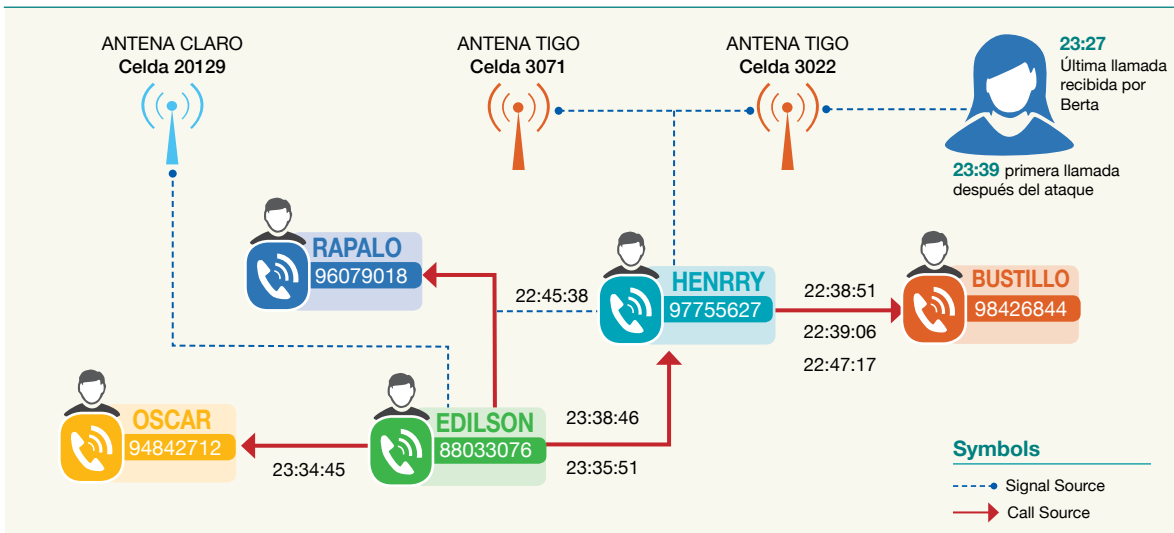 ANTENA CLARO
Celda 20129
ANTENA TIGO
Celda 3071
ANTENA TIGO
Celda 3022
23:27
Última llamada
recibida por
Berta
23:39 primera llamada
después del ataque
RAPALO
96079018
22:45:38
HENRRY
97755627
22:38:51
22:39:06
22:47:17
BUSTILLO
98426844
OSCAR
94842712
23:34:45
EDILSON
88033076
23:38:46
23:35:51
Symbols
Signal Source
Call Source